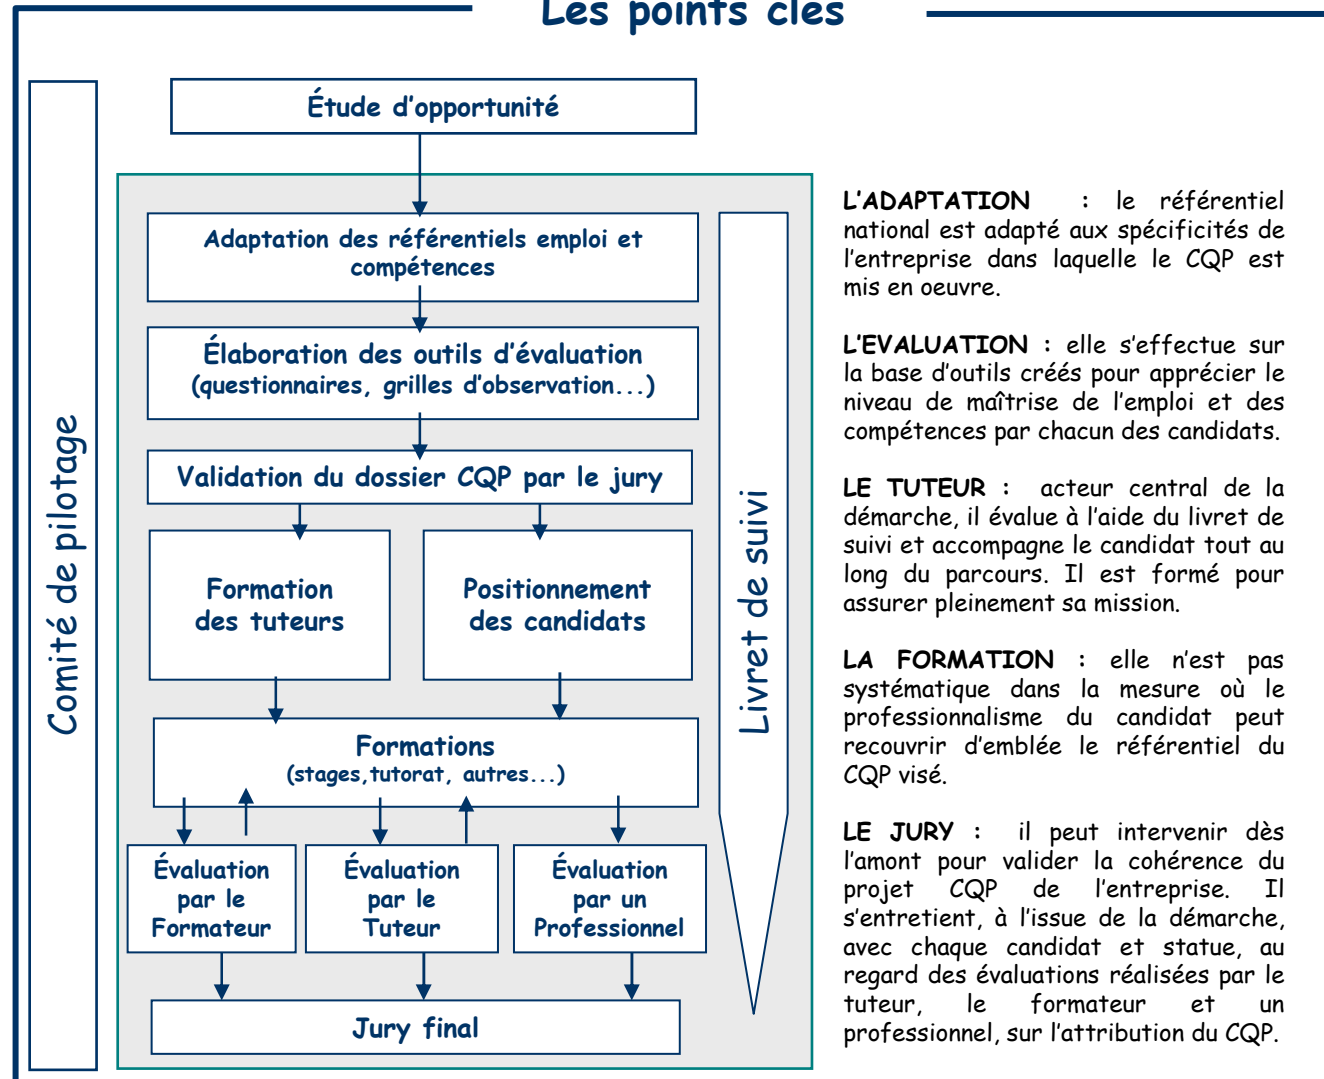 Les points clés
Étude d'opportunité
Adaptation des référentiels emploi et
compétences
Élaboration des outils d'évaluation
(questionnaires, grilles d'observation...)
Validation du dossier CQP par le jury
Formation
des tuteurs
Positionnement
des candidats
Formations
(stages,tutorat, autres...)
Évaluation
par le
Formateur
Évaluation
par le
Tuteur
Évaluation
par un
Professionnel
Jury final
Comité de pilotage
Livret de suivi
L'ADAPTATION : le référentiel
national est adapté aux spécificités de
l'entreprise dans laquelle le CQP est
mis en oeuvre.
L'EVALUATION : elle s'effectue sur
la base d'outils créés pour apprécier le
niveau de maîtrise de l'emploi et des
compétences par chacun des candidats.
LE TUTEUR : acteur central de la
démarche, il évalue à l'aide du livret de
suivi et accompagne le candidat tout au
long du parcours. Il est formé pour
assurer pleinement sa mission.
LA FORMATION : elle n'est pas
systématique dans la mesure où le
professionnalisme du candidat peut
recouvrir d'emblée le référentiel du
CQP visé.
LE JURY : il peut intervenir dès
l'amont pour valider la cohérence du
projet CQP de l'entreprise. Il
s'entretient, à l'issue de la démarche,
avec chaque candidat et statue, au
regard des évaluations réalisées par le
tuteur, le formateur et un
professionnel, sur l'attribution du CQP.